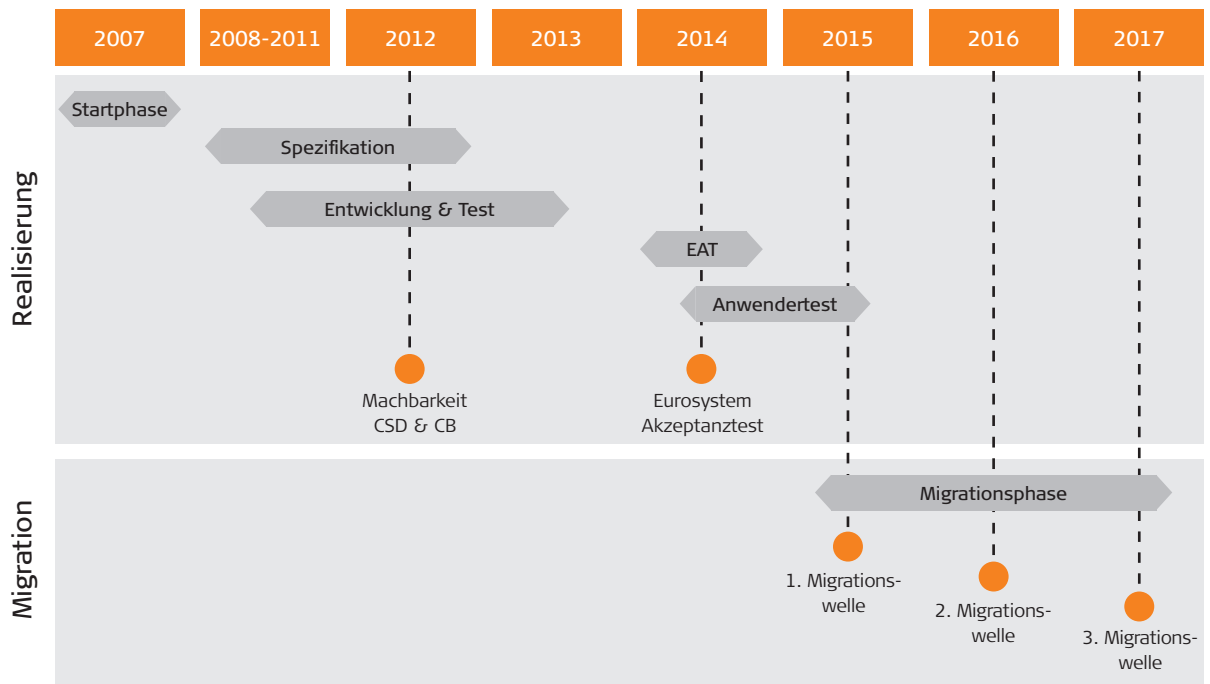 2007
2008-2011
2012
2013
2014
2015
2016
2017
Realisierung
Startphase
Spezifikation
Entwicklung & Test
EAT
Anwendertest
Machbarkeit
CSD & CB
Eurosystem
Akzeptanztest
Migration
Migrationsphase
1. Migrations-
welle
2. Migrations-
welle
3. Migrations-
welle